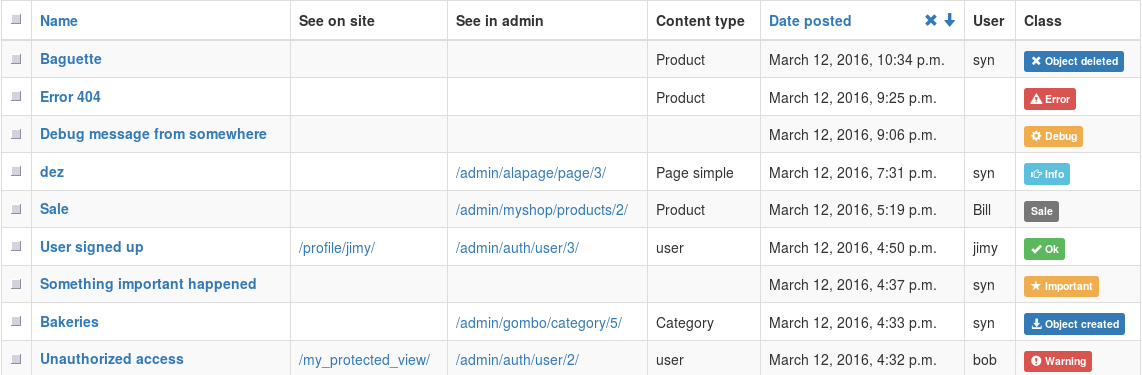 Name See on site See in admin Content type Date posted User Class
Baguette Product March 12, 2016, 10:34 p.m. syn Object deleted
Error 404 Product March 12, 2016, 9:25 p.m. Error
Debug message from somewhere March 12, 2016, 9:06 p.m. Debug
dez /admin/alapage/page/3/ Page simple March 12, 2016, 7:31 p.m. syn Info
Sale /admin/myshop/products/2/ Product March 12, 2016, 5:19 p.m. Bill Sale
User signed up /profile/jimy/ /admin/auth/user/3/ user March 12, 2016, 4:50 p.m. jimy Ok
Something important happened March 12, 2016, 4:37 p.m. syn Important
Bakeries /admin/gombo/category/5/ Category March 12, 2016, 4:33 p.m. syn Object created
Unauthorized access /my_protected_view/ /admin/auth/user/2/ user March 12, 2016, 4:32 p.m. bob Warning